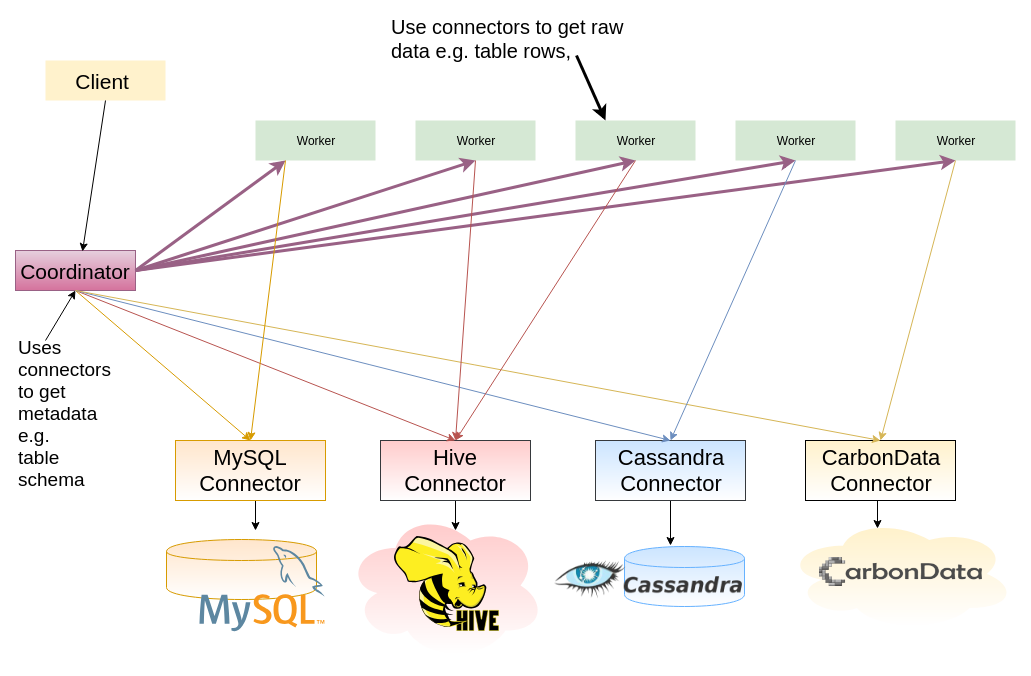 Use connectors to get raw
data e.g. table rows,
Client
Worker
Worker
Worker
Worker
Worker
Coordinator
Uses
connectors
to get
metadata
e.g.
table
schema
MySQL
Connector
Hive
Connector
Cassandra
Connector
CarbonData
Connector
MySQL™
HIVE
Cassandra
CarbonData